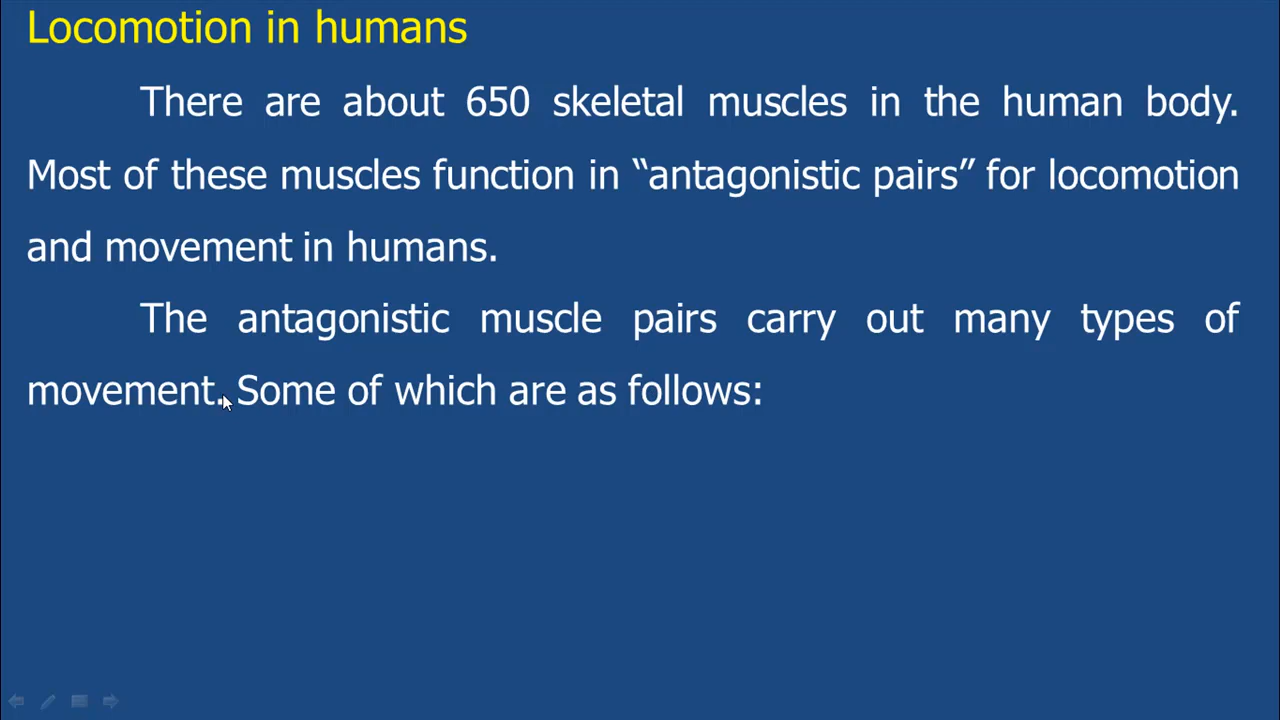 Locomotion in humans
There are about 650 skeletal muscles in the human body.
Most of these muscles function in “antagonistic pairs” for locomotion
and movement in humans.
The antagonistic muscle pairs carry out many types of
movement. Some of which are as follows: